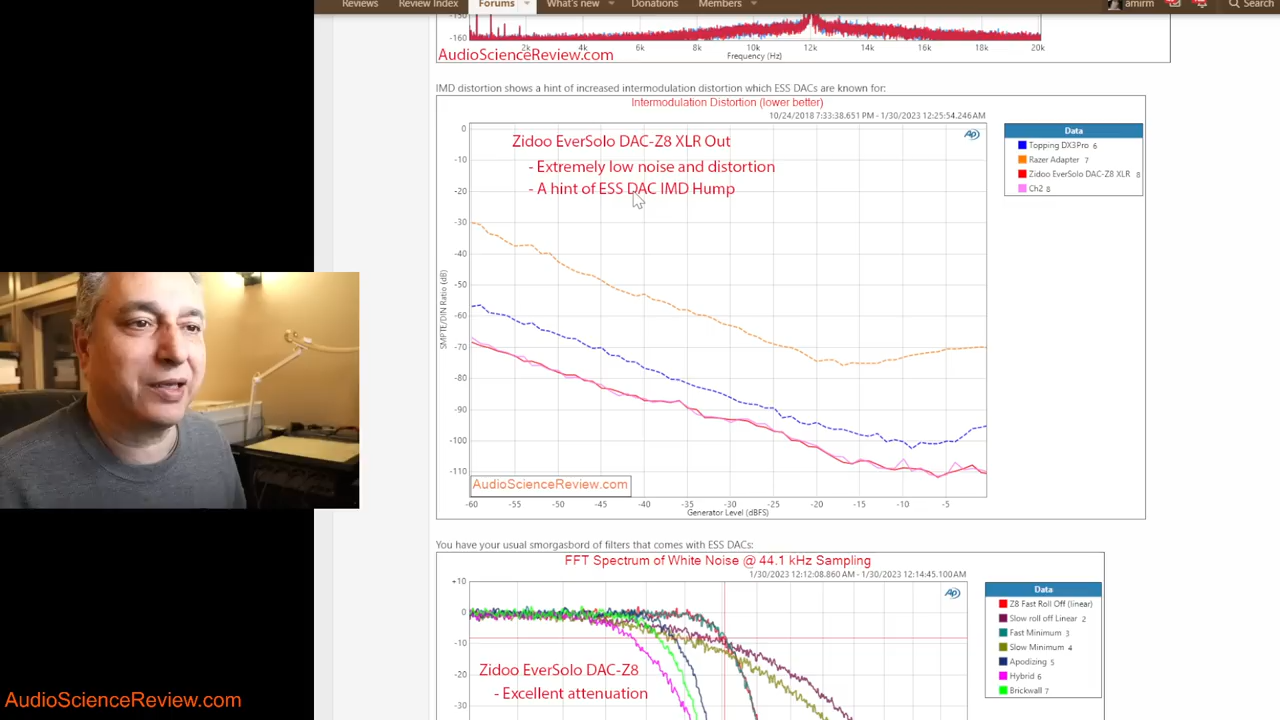 Reviews Review Index Forums What's new Donations Members amirm Search
-150
-160
2k 4k 6k 8k 10k 12k 14k 16k 18k 20k
Frequency (Hz)
AudioScienceReview.com
IMD distortion shows a hint of increased intermodulation distortion which ESS DACs are known for:
Intermodulation Distortion (lower better)
10/24/2018 7:33:38.651 PM - 1/30/2023 12:25:54.246AM
Zidoo EverSolo DAC-Z8 XLR Out
- Extremely low noise and distortion
- A hint of ESS DAC IMD Hump
AP
Data
Topping DX3Pro 6
Razer Adapter 7
Zidoo EverSolo DAC-Z8 XLR 8
Ch2 8
0
-10
-20
-30
-40
-50
-60
-70
-80
-90
-100
-110
SMPTE/DIN Ratio (dB)
AudioScienceReview.com
-60 -55 -50 -45 -40 -35 -30 -25 -20 -15 -10 -5
Generator Level (dBFS)
You have your usual smorgasbord of filters that comes with ESS DACs:
FFT Spectrum of White Noise @ 44.1 kHz Sampling
1/30/2023 12:12:08.860 AM - 1/30/2023 12:14:45.100AM
+10
0
-10
-20
-30
AP
Zidoo EverSolo DAC-Z8
- Excellent attenuation
Data
Z8 Fast Roll Off (linear)
Slow roll off Linear 2
Fast Minimum 3
Slow Minimum 4
Apodizing 5
Hybrid 6
Brickwall 7
AudioScienceReview.com